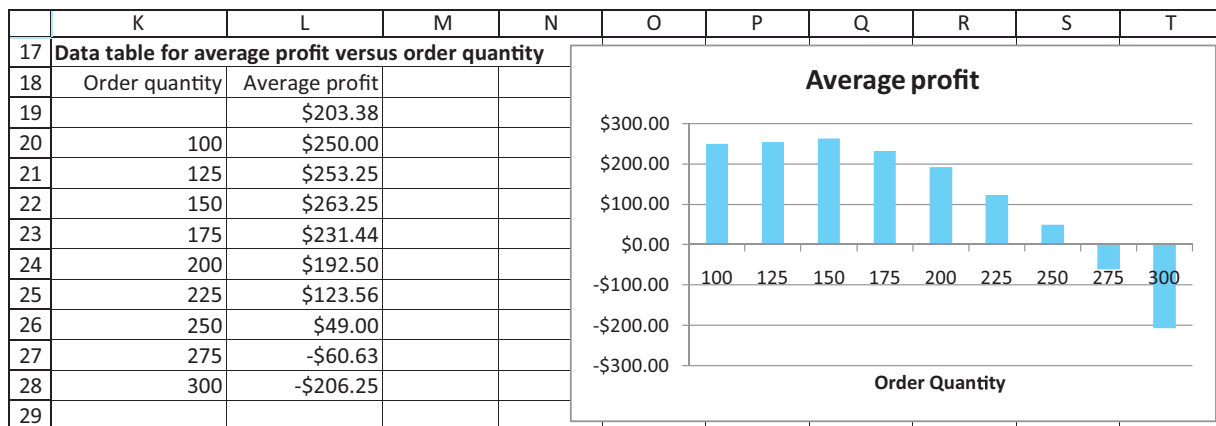 K L M N O P Q R S T
17 Data table for average profit versus order quantity
18 Order quantity Average profit
19 $203.38
20 100 $250.00
21 125 $253.25
22 150 $263.25
23 175 $231.44
24 200 $192.50
25 225 $123.56
26 250 $49.00
27 275 -$60.63
28 300 -$206.25
29
Average profit
$300.00
$200.00
$100.00
$0.00
-$100.00
-$200.00
-$300.00
100 125 150 175 200 225 250 275 300
Order Quantity